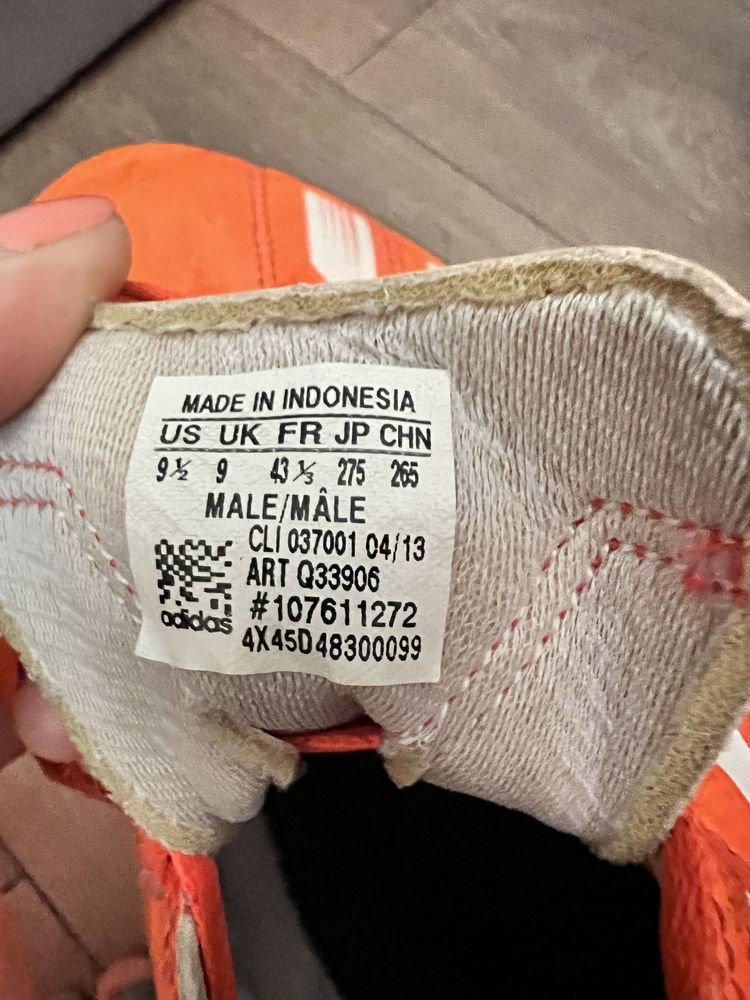 MADE IN INDONESIA
US UK FR JP CHN
9½ 9 43⅓ 275 265
MALE/MÂLE
CLI 037001 04/13
ART Q33906
#107611272
adidas
4X45D48300099